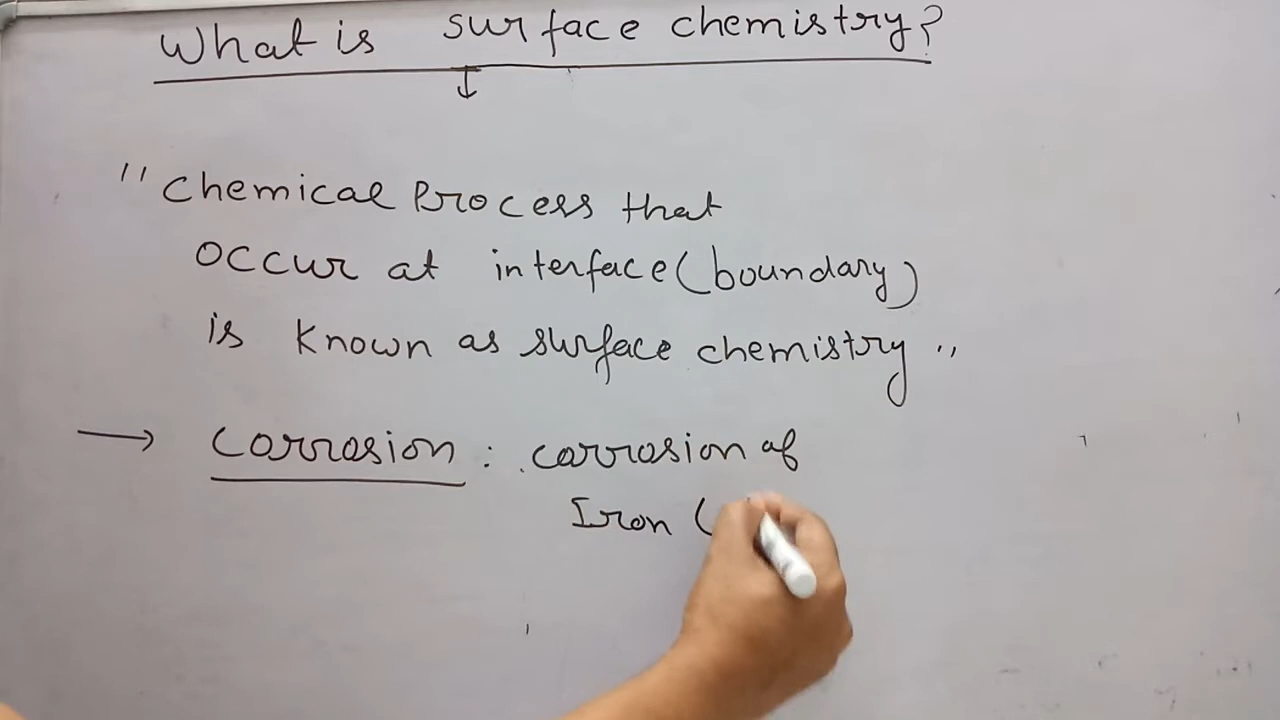 What is surface chemistry?
↓
" Chemical Process that
occur at interface (boundary)
is known as surface chemistry "
→ Corrosion : corrosion of
Iron (